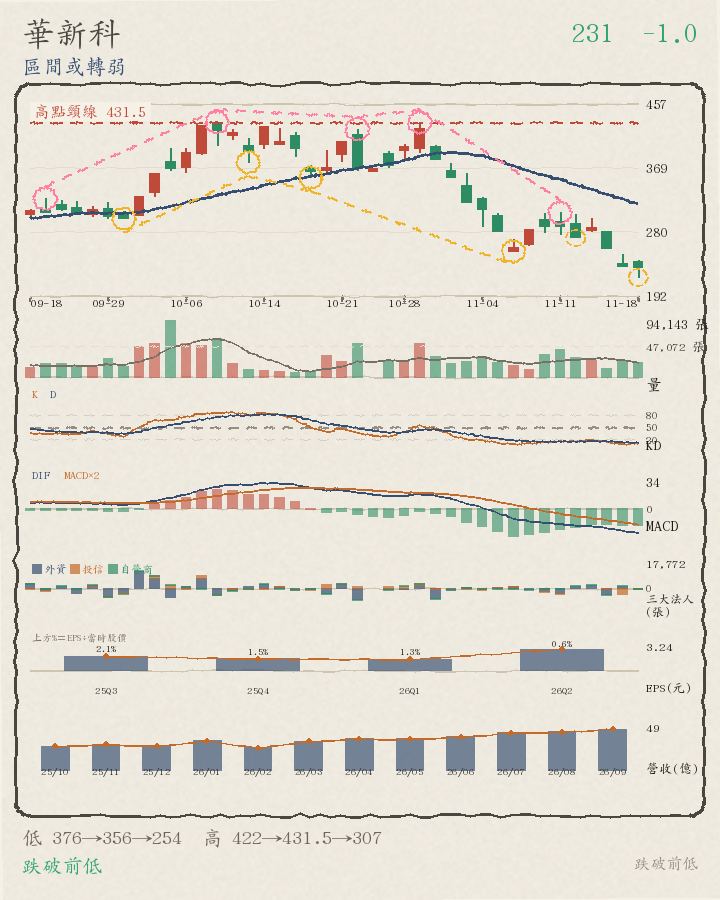 華新科
231 -1.0
區間或轉弱
高點頸線 431.5
457
369
280
192
09-18 09-29 10-06 10-14 10-21 10-28 11-04 11-11 11-18
94,143 張
47,072 張
量
K D
80
50
20
KD
DIF MACD×2
34
0
MACD
外資 投信 自營商
17,772
0
三大法人
(張)
上方%=EPS÷當時股價
2.1% 1.5% 1.3% 0.6%
3.24
25Q3 25Q4 26Q1 26Q2
EPS(元)
49
25/10 25/11 25/12 26/01 26/02 26/03 26/04 26/05 26/06 26/07 26/08 26/09
營收(億)
低 376→356→254 高 422→431.5→307
跌破前低
跌破前低